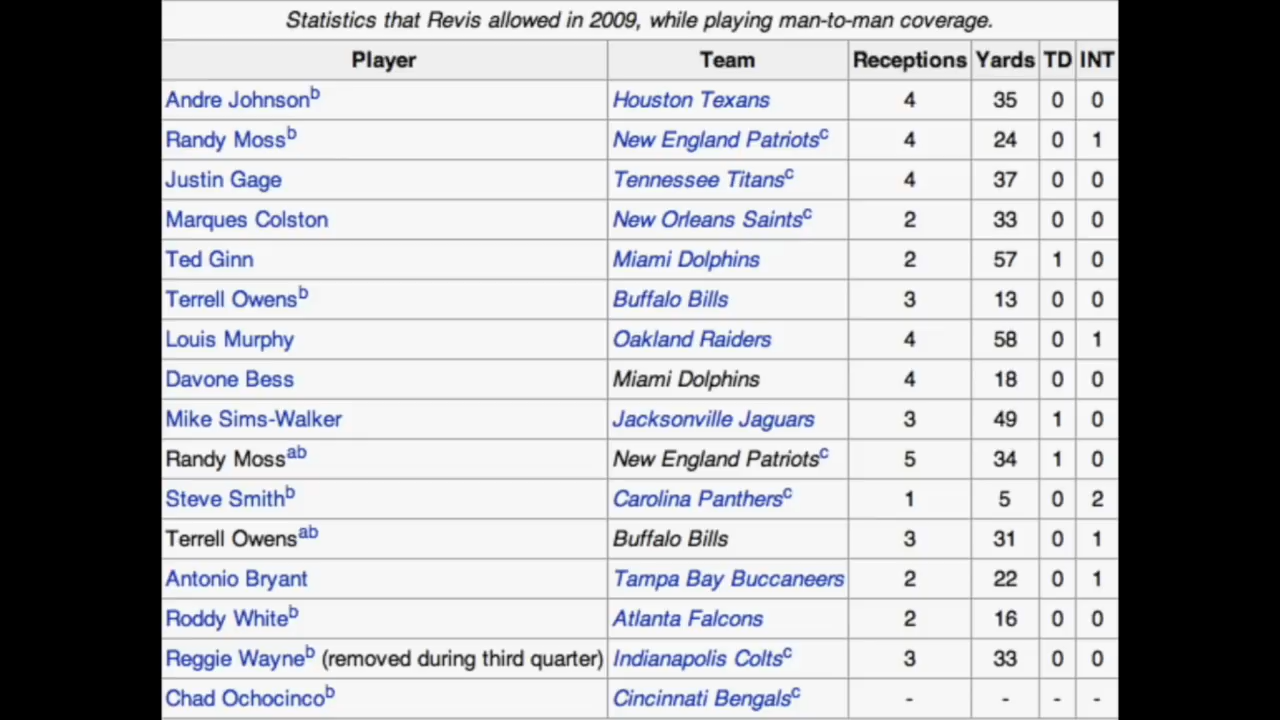 Statistics that Revis allowed in 2009, while playing man-to-man coverage.
Player Team Receptions Yards TD INT
Andre Johnsonb Houston Texans 4 35 0 0
Randy Mossb New England Patriotsc 4 24 0 1
Justin Gage Tennessee Titansc 4 37 0 0
Marques Colston New Orleans Saintsc 2 33 0 0
Ted Ginn Miami Dolphins 2 57 1 0
Terrell Owensb Buffalo Bills 3 13 0 0
Louis Murphy Oakland Raiders 4 58 0 1
Davone Bess Miami Dolphins 4 18 0 0
Mike Sims-Walker Jacksonville Jaguars 3 49 1 0
Randy Mossab New England Patriotsc 5 34 1 0
Steve Smithb Carolina Panthersc 1 5 0 2
Terrell Owensab Buffalo Bills 3 31 0 1
Antonio Bryant Tampa Bay Buccaneers 2 22 0 1
Roddy Whiteb Atlanta Falcons 2 16 0 0
Reggie Wayneb (removed during third quarter) Indianapolis Coltsc 3 33 0 0
Chad Ochocincob Cincinnati Bengalsc - - - -